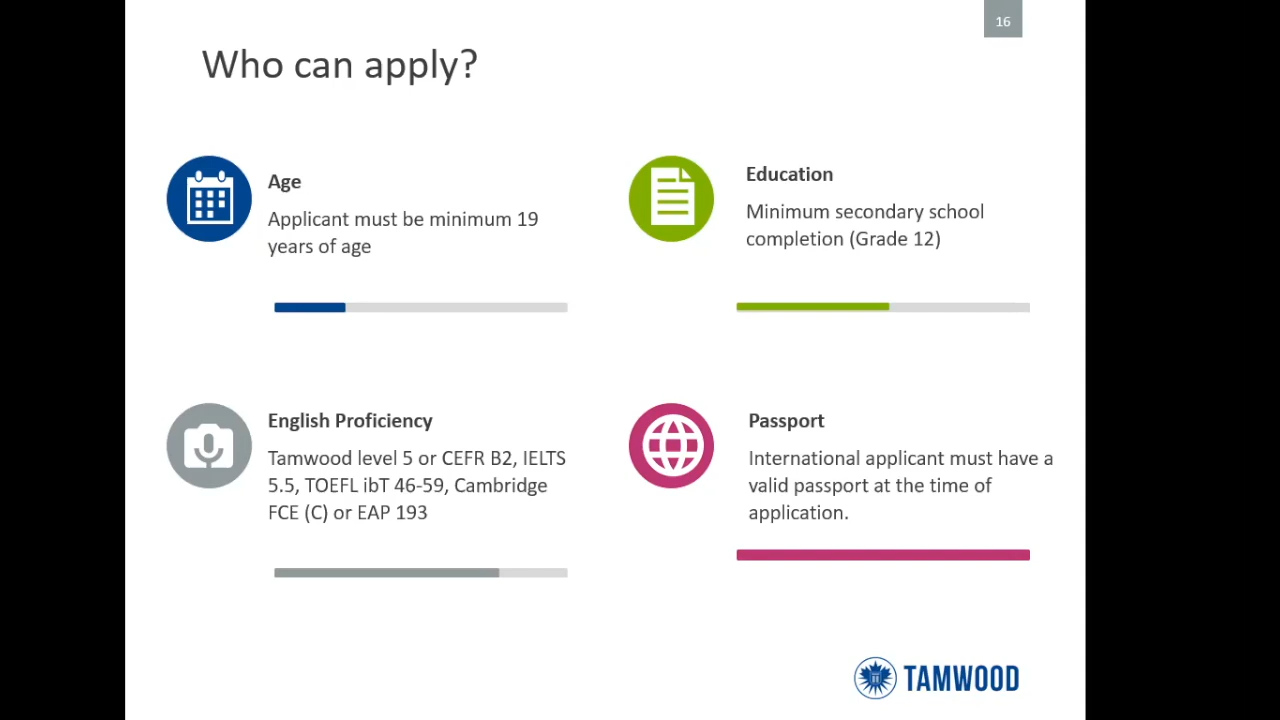 16
Who can apply?
Age
Applicant must be minimum 19
years of age
Education
Minimum secondary school
completion (Grade 12)
English Proficiency
Tamwood level 5 or CEFR B2, IELTS
5.5, TOEFL ibT 46-59, Cambridge
FCE (C) or EAP 193
Passport
International applicant must have a
valid passport at the time of
application.
TAMWOOD